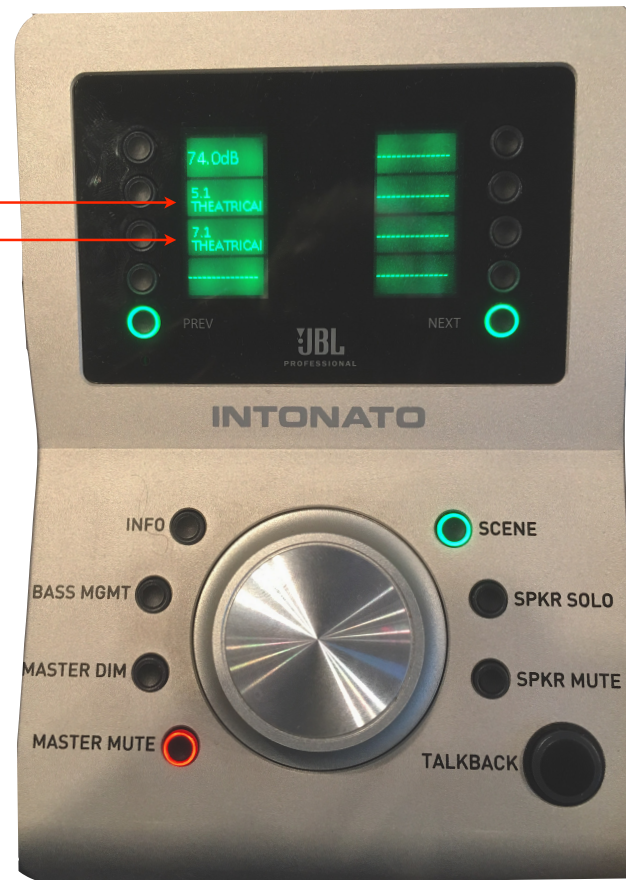 74.0dB
5.1
THEATRICAL
7.1
THEATRICAL
PREV
NEXT
JBL
PROFESSIONAL
INTONATO
INFO
SCENE
BASS MGMT
SPKR SOLO
MASTER DIM
SPKR MUTE
MASTER MUTE
TALKBACK